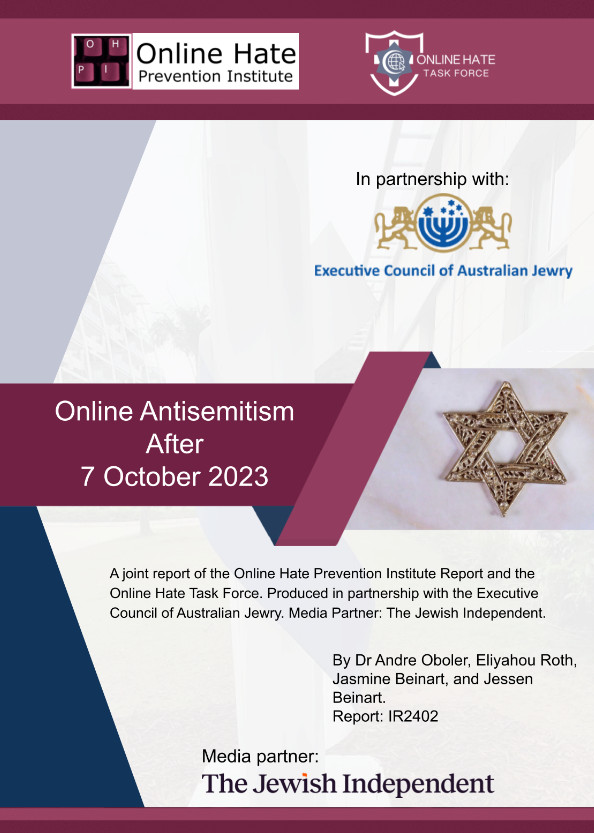 O H
P I
Online Hate
Prevention Institute
ONLINE HATE
TASK FORCE
In partnership with:
Executive Council of Australian Jewry
Online Antisemitism
After
7 October 2023
A joint report of the Online Hate Prevention Institute Report and the
Online Hate Task Force. Produced in partnership with the Executive
Council of Australian Jewry. Media Partner: The Jewish Independent.
By Dr Andre Oboler, Eliyahou Roth,
Jasmine Beinart, and Jessen
Beinart.
Report: IR2402
Media partner:
The Jewish Independent